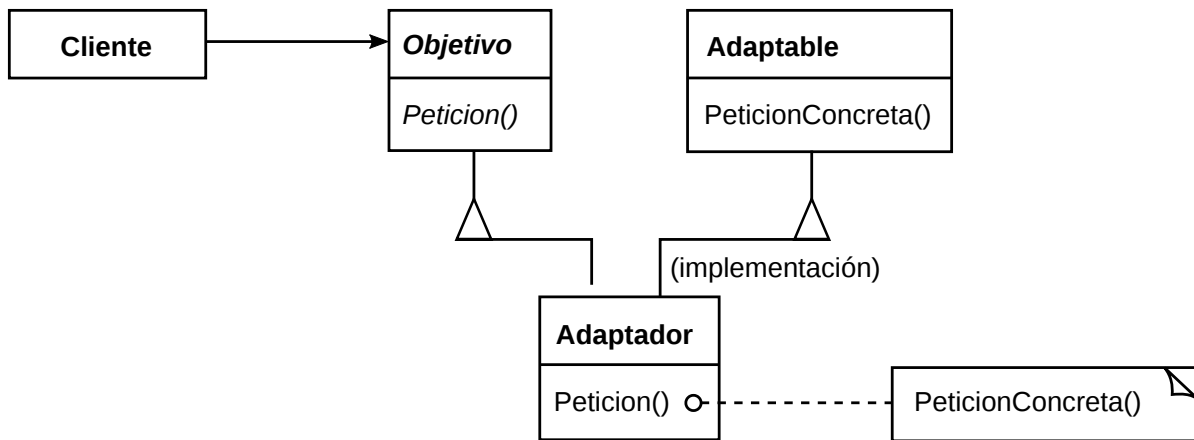 Cliente
Objetivo
Peticion()
Adaptable
PeticionConcreta()
(implementación)
Adaptador
Peticion()
PeticionConcreta()